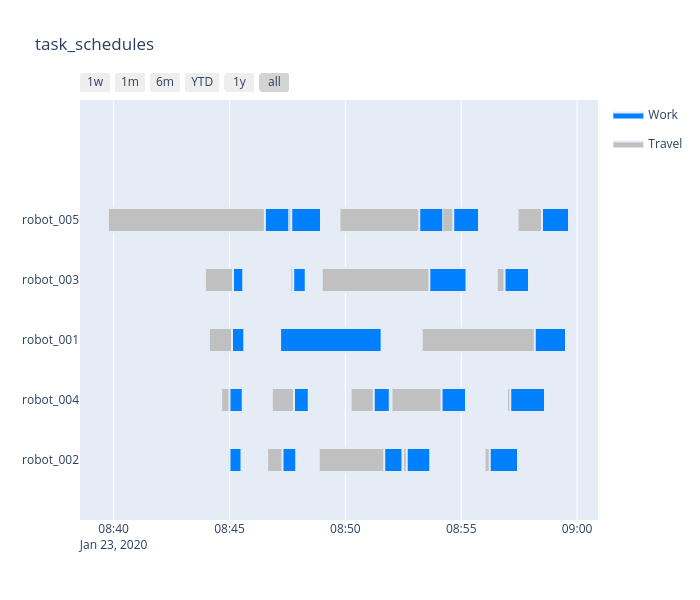 task_schedules
1w 1m 6m YTD 1y all
Work
Travel
robot_005
robot_003
robot_001
robot_004
robot_002
08:40 08:45 08:50 08:55 09:00
Jan 23, 2020